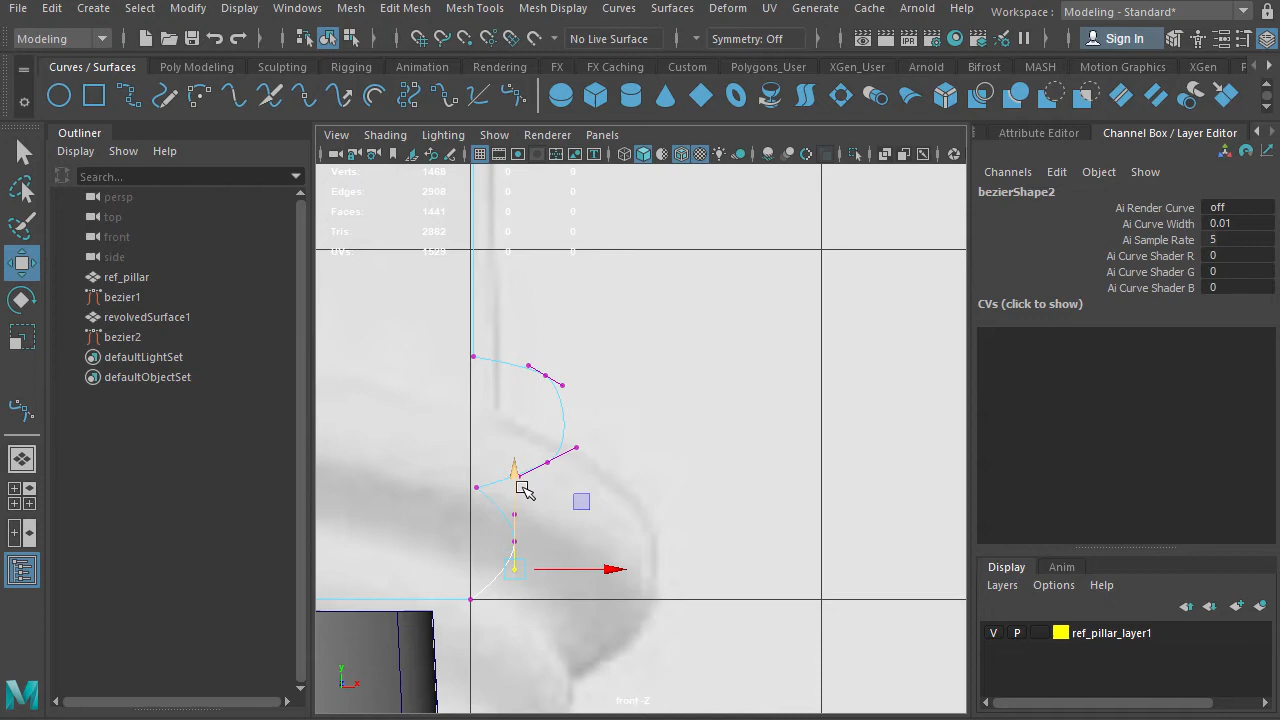 File Edit Create Select Modify Display Windows Mesh Edit Mesh Mesh Tools Mesh Display Curves Surfaces Deform UV Generate Cache Arnold Help Workspace : Modeling - Standard*
Modeling No Live Surface Symmetry: Off Sign In
Curves / Surfaces Poly Modeling Sculpting Rigging Animation Rendering FX FX Caching Custom Polygons_User XGen_User Arnold Bifrost MASH Motion Graphics XGen
Outliner
Display Show Help
Search...
persp
top
front
side
ref_pillar
bezier1
revolvedSurface1
bezier2
defaultLightSet
defaultObjectSet
View Shading Lighting Show Renderer Panels
Verts: 1468 0 0
Edges: 2908 0 0
Faces: 1441 0 0
Tris: 2882 0 0
UVs: 1529 0 0
y
x
front -Z
Attribute Editor Channel Box / Layer Editor
Channels Edit Object Show
bezierShape2
Ai Render Curve off
Ai Curve Width 0.01
Ai Sample Rate 5
Ai Curve Shader R 0
Ai Curve Shader G 0
Ai Curve Shader B 0
CVs (click to show)
Display Anim
Layers Options Help
V P ref_pillar_layer1